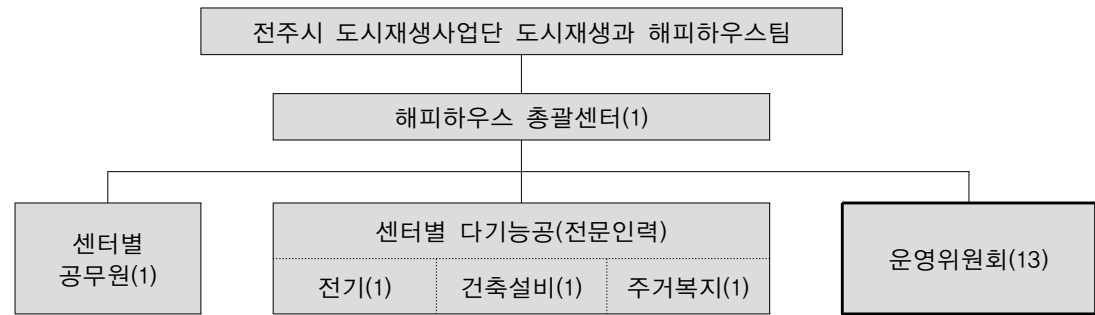 전주시 도시재생사업단 도시재생과 해피하우스팀
해피하우스 총괄센터(1)
센터별
공무원(1)
센터별 다기능공(전문인력)
전기(1) 건축설비(1) 주거복지(1)
운영위원회(13)